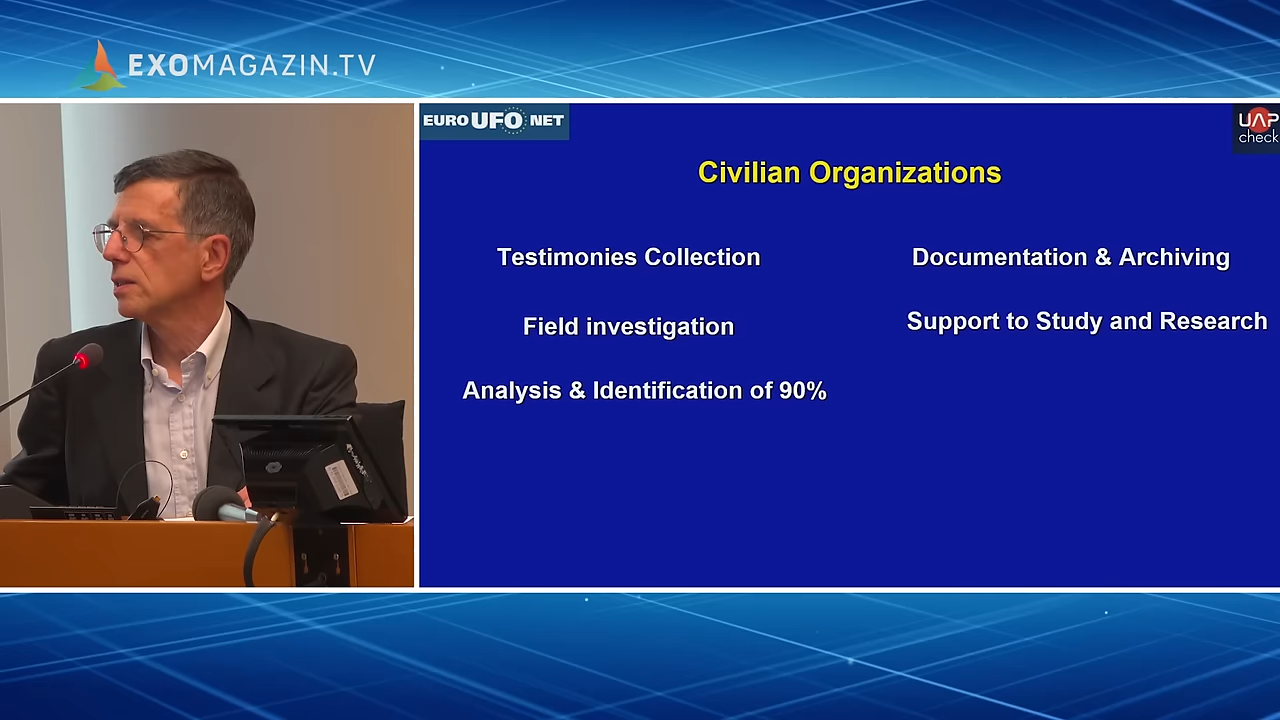 EXOMAGAZIN.TV
EURO UFO NET
UAP
check
Civilian Organizations
Testimonies Collection
Documentation & Archiving
Field investigation
Support to Study and Research
Analysis & Identification of 90%